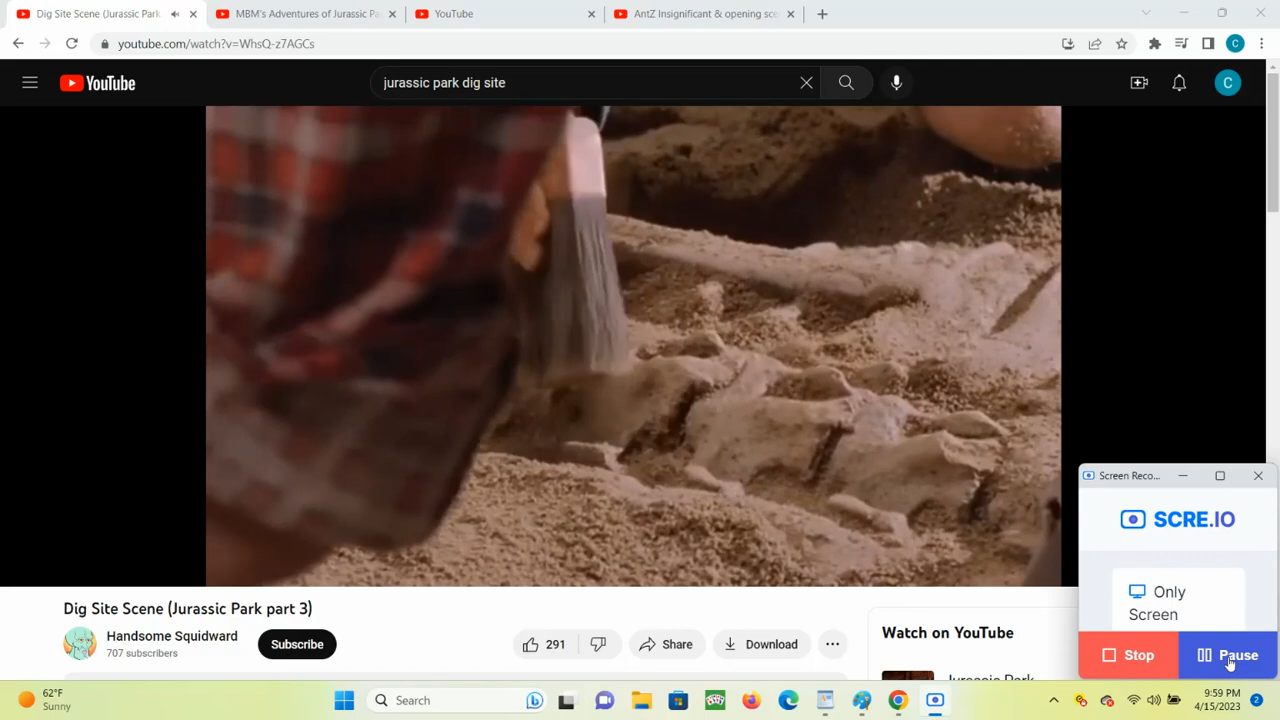 Dig Site Scene (Jurassic Park
MBM's Adventures of Jurassic Pa
YouTube
AntZ Insignificant & opening sce
youtube.com/watch?v=WhsQ-z7AGCs
YouTube
jurassic park dig site
C
C
Screen Reco...
SCRE.IO
Only
Screen
Stop
Pause
Dig Site Scene (Jurassic Park part 3)
Handsome Squidward
707 subscribers
Subscribe
291
Share
Download
Watch on YouTube
62°F
Sunny
Search
9:59 PM
4/15/2023
2